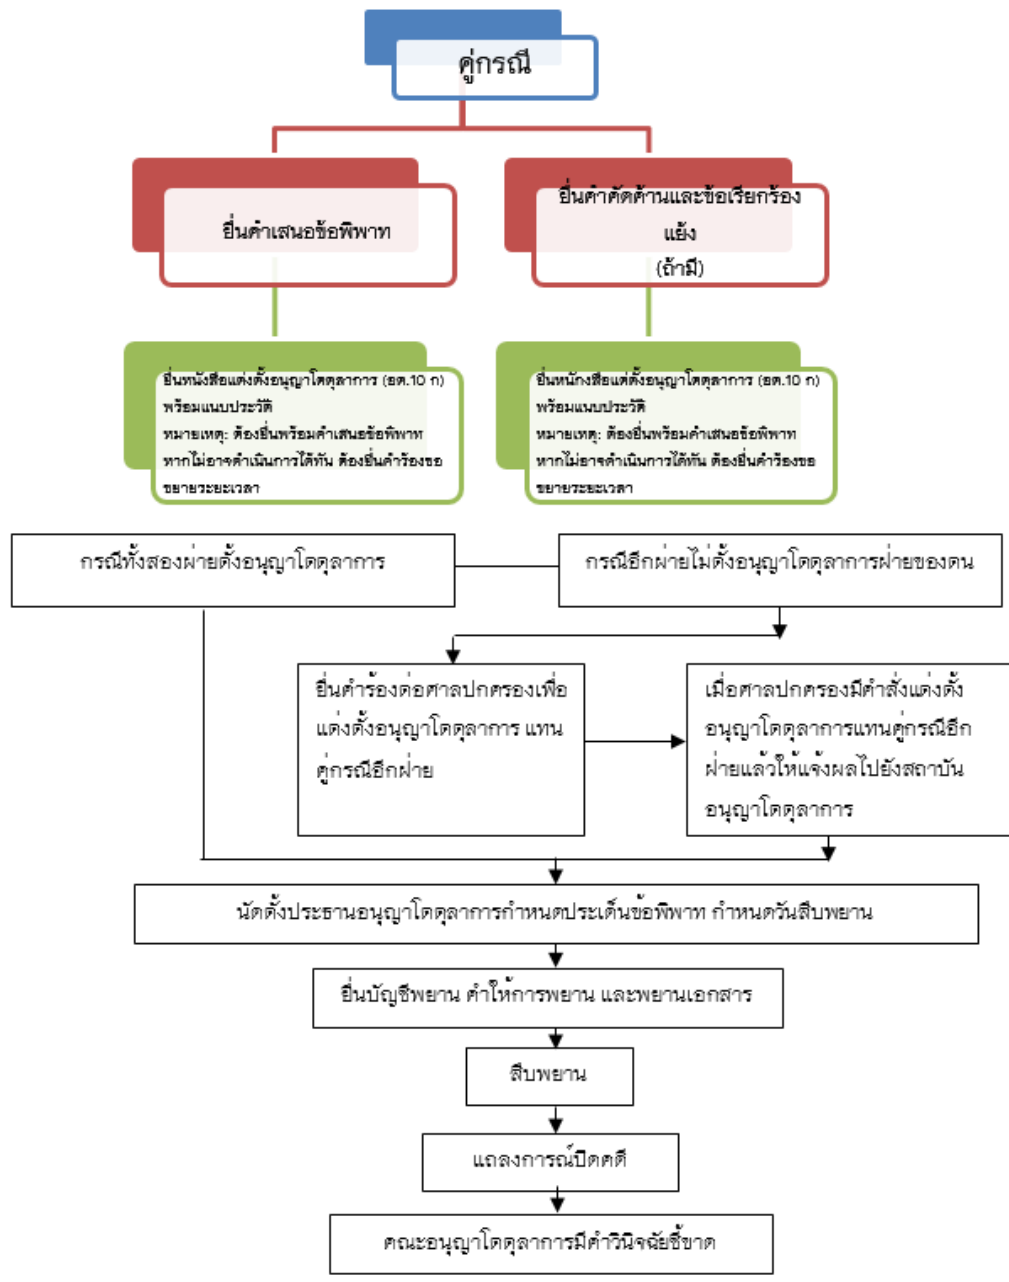 คู่กรณี
ยื่นคำเสนอข้อพิพาท
ยื่นคำคัดค้านและข้อเรียกร้อง
แย้ง
(ถ้ามี)
ยื่นหนังสือแต่งตั้งอนุญาโตตุลาการ (อต.10 ก)
พร้อมแนบประวัติ
หมายเหตุ: ต้องยื่นพร้อมคำเสนอข้อพิพาท
หากไม่อาจดำเนินการได้ทัน ต้องยื่นคำร้องขอ
ขยายระยะเวลา
ยื่นหนักงสือแต่ตั้งอนุญาโตตุลาการ (อต.10 ก)
พร้อมแนบประวัติ
หมายเหตุ: ต้องยื่นพร้อมคำเสนอข้อพิพาท
หากไม่อาจดำเนินการได้ทัน ต้องยื่นคำร้องขอ
ขยายระยะเวลา
กรณีทั้งสองผ่ายตั้งอนุญาโตตุลาการ
กรณีอีกผ่ายไม่ตั้งอนุญาโตตุลาการฝ่ายของตน
ยื่นคำร้องต่อศาลปกครองเพื่อ
แต่งตั้งอนุญาโตตุลาการ แทน
คู่กรณีอีกฝ่าย
เมื่อศาลปกครองมีคำสั่งแต่งตั้ง
อนุญาโตตุลาการแทนคู่กรณีอีก
ฝ่ายแล้วให้แจ้งผลไปยังสถาบัน
อนุญาโตตุลาการ
นัดตั้งประธานอนุญาโตตุลาการกำหนดประเด็นข้อพิพาท กำหนดวันสืบพยาน
ยื่นบัญชีพยาน คำให้การพยาน และพยานเอกสาร
สืบพยาน
แถลงการณ์ปิดคดี
คณะอนุญาโตตุลาการมีคำวินิจฉัยชี้ขาด